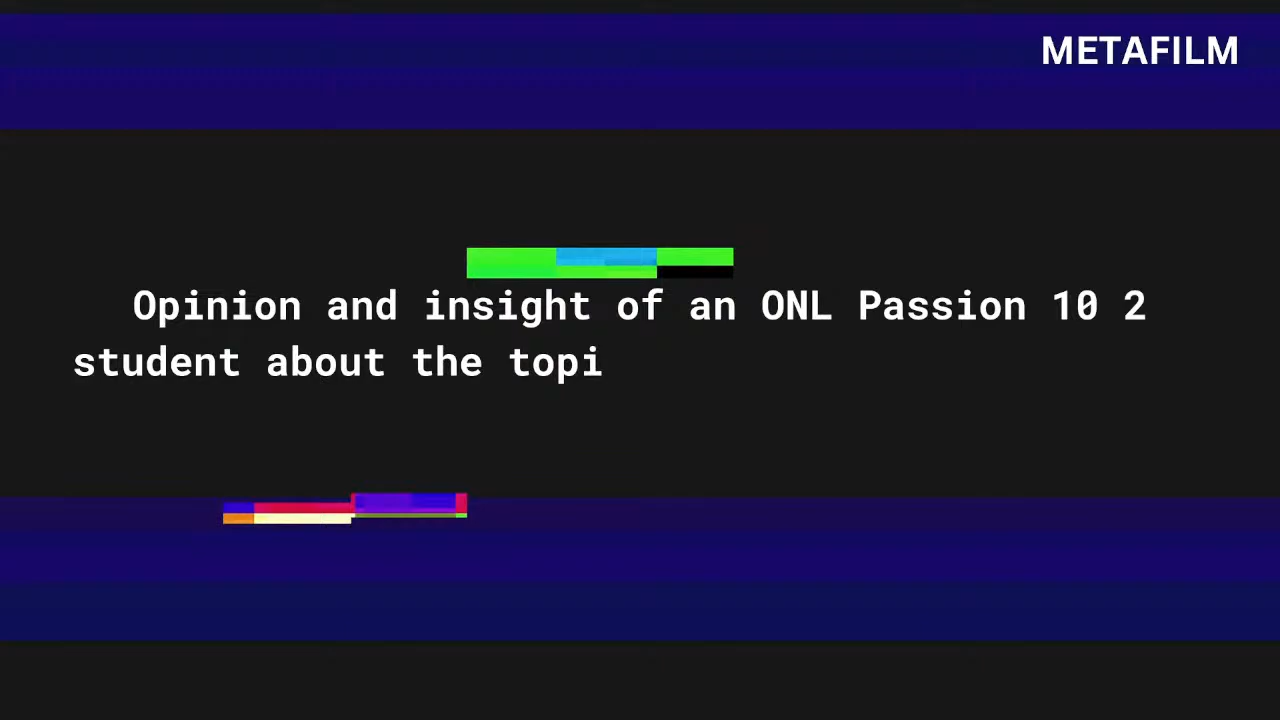 METAFILM
Opinion and insight of an ONL Passion 10 2
student about the topi